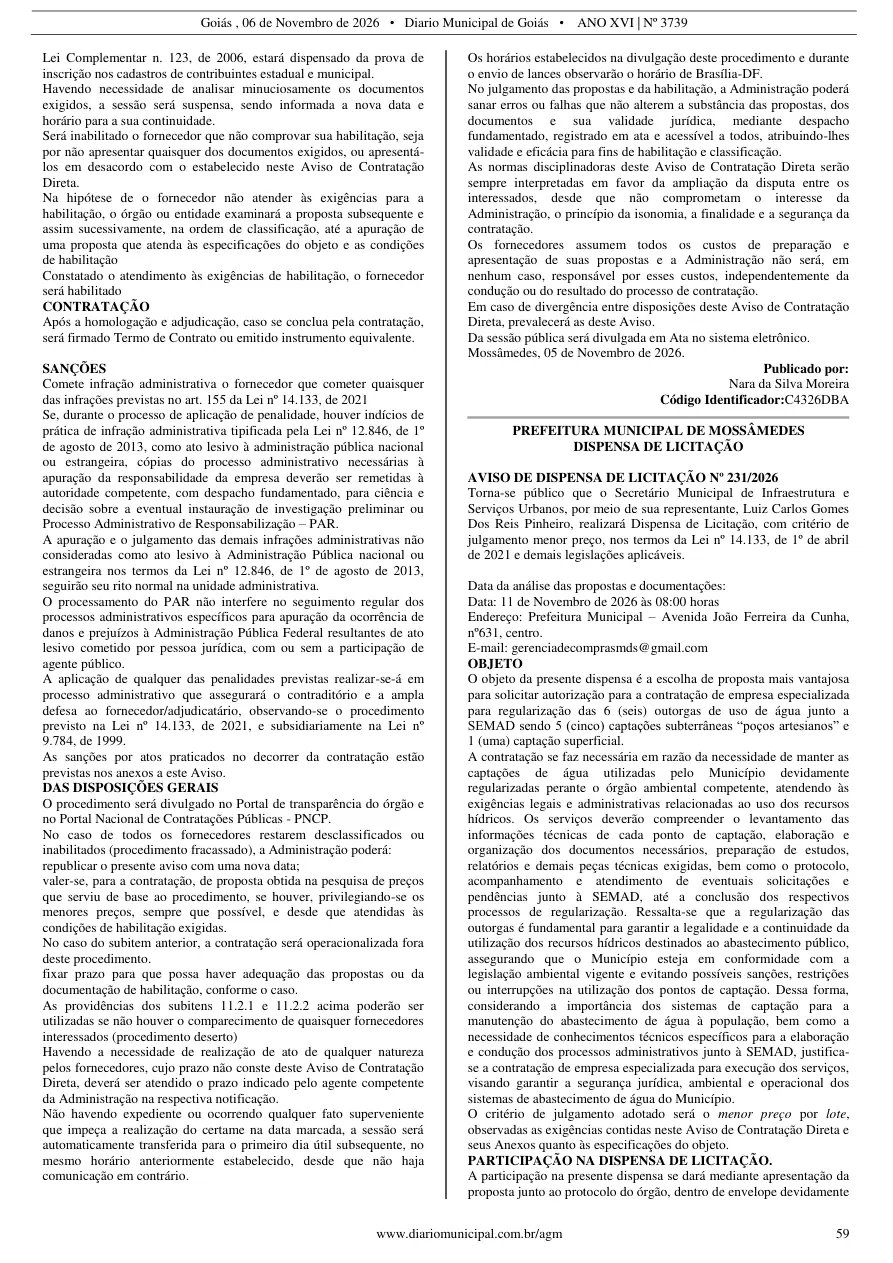 Goiás , 06 de Novembro de 2026 • Diario Municipal de Goiás • ANO XVI | Nº 3739
Lei Complementar n. 123, de 2006, estará dispensado da prova de
inscrição nos cadastros de contribuintes estadual e municipal.
Havendo necessidade de analisar minuciosamente os documentos
exigidos, a sessão será suspensa, sendo informada a nova data e
horário para a sua continuidade.
Será inabilitado o fornecedor que não comprovar sua habilitação, seja
por não apresentar quaisquer dos documentos exigidos, ou apresentá-
los em desacordo com o estabelecido neste Aviso de Contratação
Direta.
Na hipótese de o fornecedor não atender às exigências para a
habilitação, o órgão ou entidade examinará a proposta subsequente e
assim sucessivamente, na ordem de classificação, até a apuração de
uma proposta que atenda às especificações do objeto e as condições
de habilitação
Constatado o atendimento às exigências de habilitação, o fornecedor
será habilitado
CONTRATAÇÃO
Após a homologação e adjudicação, caso se conclua pela contratação,
será firmado Termo de Contrato ou emitido instrumento equivalente.
SANÇÕES
Comete infração administrativa o fornecedor que cometer quaisquer
das infrações previstas no art. 155 da Lei nº 14.133, de 2021
Se, durante o processo de aplicação de penalidade, houver indícios de
prática de infração administrativa tipificada pela Lei nº 12.846, de 1º
de agosto de 2013, como ato lesivo à administração pública nacional
ou estrangeira, cópias do processo administrativo necessárias à
apuração da responsabilidade da empresa deverão ser remetidas à
autoridade competente, com despacho fundamentado, para ciência e
decisão sobre a eventual instauração de investigação preliminar ou
Processo Administrativo de Responsabilização – PAR.
A apuração e o julgamento das demais infrações administrativas não
consideradas como ato lesivo à Administração Pública nacional ou
estrangeira nos termos da Lei nº 12.846, de 1º de agosto de 2013,
seguirão seu rito normal na unidade administrativa.
O processamento do PAR não interfere no seguimento regular dos
processos administrativos específicos para apuração da ocorrência de
danos e prejuízos à Administração Pública Federal resultantes de ato
lesivo cometido por pessoa jurídica, com ou sem a participação de
agente público.
A aplicação de qualquer das penalidades previstas realizar-se-á em
processo administrativo que assegurará o contraditório e a ampla
defesa ao fornecedor/adjudicatário, observando-se o procedimento
previsto na Lei nº 14.133, de 2021, e subsidiariamente na Lei nº
9.784, de 1999.
As sanções por atos praticados no decorrer da contratação estão
previstas nos anexos a este Aviso.
DAS DISPOSIÇÕES GERAIS
O procedimento será divulgado no Portal de transparência do órgão e
no Portal Nacional de Contratações Públicas - PNCP.
No caso de todos os fornecedores restarem desclassificados ou
inabilitados (procedimento fracassado), a Administração poderá:
republicar o presente aviso com uma nova data;
valer-se, para a contratação, de proposta obtida na pesquisa de preços
que serviu de base ao procedimento, se houver, privilegiando-se os
menores preços, sempre que possível, e desde que atendidas às
condições de habilitação exigidas.
No caso do subitem anterior, a contratação será operacionalizada fora
deste procedimento.
fixar prazo para que possa haver adequação das propostas ou da
documentação de habilitação, conforme o caso.
As providências dos subitens 11.2.1 e 11.2.2 acima poderão ser
utilizadas se não houver o comparecimento de quaisquer fornecedores
interessados (procedimento deserto)
Havendo a necessidade de realização de ato de qualquer natureza
pelos fornecedores, cujo prazo não conste deste Aviso de Contratação
Direta, deverá ser atendido o prazo indicado pelo agente competente
da Administração na respectiva notificação.
Não havendo expediente ou ocorrendo qualquer fato superveniente
que impeça a realização do certame na data marcada, a sessão será
automaticamente transferida para o primeiro dia útil subsequente, no
mesmo horário anteriormente estabelecido, desde que não haja
comunicação em contrário.
Os horários estabelecidos na divulgação deste procedimento e durante
o envio de lances observarão o horário de Brasília-DF.
No julgamento das propostas e da habilitação, a Administração poderá
sanar erros ou falhas que não alterem a substância das propostas, dos
documentos e sua validade jurídica, mediante despacho
fundamentado, registrado em ata e acessível a todos, atribuindo-lhes
validade e eficácia para fins de habilitação e classificação.
As normas disciplinadoras deste Aviso de Contratação Direta serão
sempre interpretadas em favor da ampliação da disputa entre os
interessados, desde que não comprometam o interesse da
Administração, o princípio da isonomia, a finalidade e a segurança da
contratação.
Os fornecedores assumem todos os custos de preparação e
apresentação de suas propostas e a Administração não será, em
nenhum caso, responsável por esses custos, independentemente da
condução ou do resultado do processo de contratação.
Em caso de divergência entre disposições deste Aviso de Contratação
Direta, prevalecerá as deste Aviso.
Da sessão pública será divulgada em Ata no sistema eletrônico.
Mossâmedes, 05 de Novembro de 2026.
Publicado por:
Nara da Silva Moreira
Código Identificador:C4326DBA
PREFEITURA MUNICIPAL DE MOSSÂMEDES
DISPENSA DE LICITAÇÃO
AVISO DE DISPENSA DE LICITAÇÃO Nº 231/2026
Torna-se público que o Secretário Municipal de Infraestrutura e
Serviços Urbanos, por meio de sua representante, Luiz Carlos Gomes
Dos Reis Pinheiro, realizará Dispensa de Licitação, com critério de
julgamento menor preço, nos termos da Lei nº 14.133, de 1º de abril
de 2021 e demais legislações aplicáveis.
Data da análise das propostas e documentações:
Data: 11 de Novembro de 2026 às 08:00 horas
Endereço: Prefeitura Municipal – Avenida João Ferreira da Cunha,
nº631, centro.
E-mail: gerenciadecomprasmds@gmail.com
OBJETO
O objeto da presente dispensa é a escolha de proposta mais vantajosa
para solicitar autorização para a contratação de empresa especializada
para regularização das 6 (seis) outorgas de uso de água junto a
SEMAD sendo 5 (cinco) captações subterrâneas “poços artesianos” e
1 (uma) captação superficial.
A contratação se faz necessária em razão da necessidade de manter as
captações de água utilizadas pelo Município devidamente
regularizadas perante o órgão ambiental competente, atendendo às
exigências legais e administrativas relacionadas ao uso dos recursos
hídricos. Os serviços deverão compreender o levantamento das
informações técnicas de cada ponto de captação, elaboração e
organização dos documentos necessários, preparação de estudos,
relatórios e demais peças técnicas exigidas, bem como o protocolo,
acompanhamento e atendimento de eventuais solicitações e
pendências junto à SEMAD, até a conclusão dos respectivos
processos de regularização. Ressalta-se que a regularização das
outorgas é fundamental para garantir a legalidade e a continuidade da
utilização dos recursos hídricos destinados ao abastecimento público,
assegurando que o Município esteja em conformidade com a
legislação ambiental vigente e evitando possíveis sanções, restrições
ou interrupções na utilização dos pontos de captação. Dessa forma,
considerando a importância dos sistemas de captação para a
manutenção do abastecimento de água à população, bem como a
necessidade de conhecimentos técnicos específicos para a elaboração
e condução dos processos administrativos junto à SEMAD, justifica-
se a contratação de empresa especializada para execução dos serviços,
visando garantir a segurança jurídica, ambiental e operacional dos
sistemas de abastecimento de água do Município.
O critério de julgamento adotado será o menor preço por lote,
observadas as exigências contidas neste Aviso de Contratação Direta e
seus Anexos quanto às especificações do objeto.
PARTICIPAÇÃO NA DISPENSA DE LICITAÇÃO.
A participação na presente dispensa se dará mediante apresentação da
proposta junto ao protocolo do órgão, dentro de envelope devidamente
www.diariomunicipal.com.br/agm
59